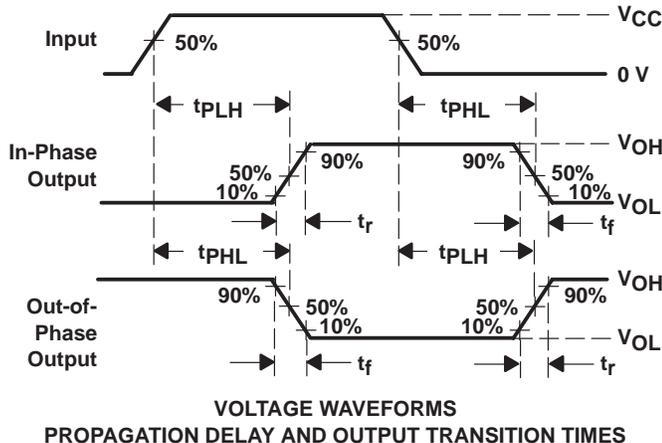 VCC
Input
50%
50%
0 V
tPLH
tPHL
In-Phase
Output
VOH
50%
10%
90%
90%
50%
10%
VOL
tr
tf
tPHL
tPLH
Out-of-
Phase
Output
90%
50%
10%
50%
10%
90%
VOH
VOL
tf
tr
VOLTAGE WAVEFORMS
PROPAGATION DELAY AND OUTPUT TRANSITION TIMES